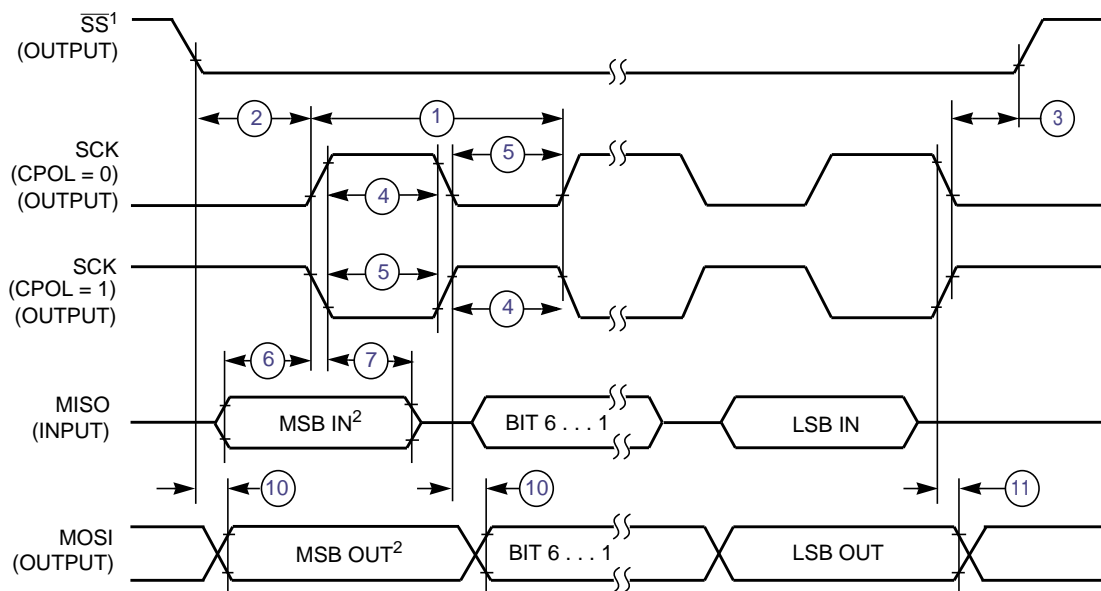 SS¹
(OUTPUT)
2
1
3
SCK
(CPOL = 0)
(OUTPUT)
5
4
SCK
(CPOL = 1)
(OUTPUT)
5
4
6
7
MISO
(INPUT)
MSB IN²
BIT 6 . . . 1
LSB IN
10
10
11
MOSI
(OUTPUT)
MSB OUT²
BIT 6 . . . 1
LSB OUT